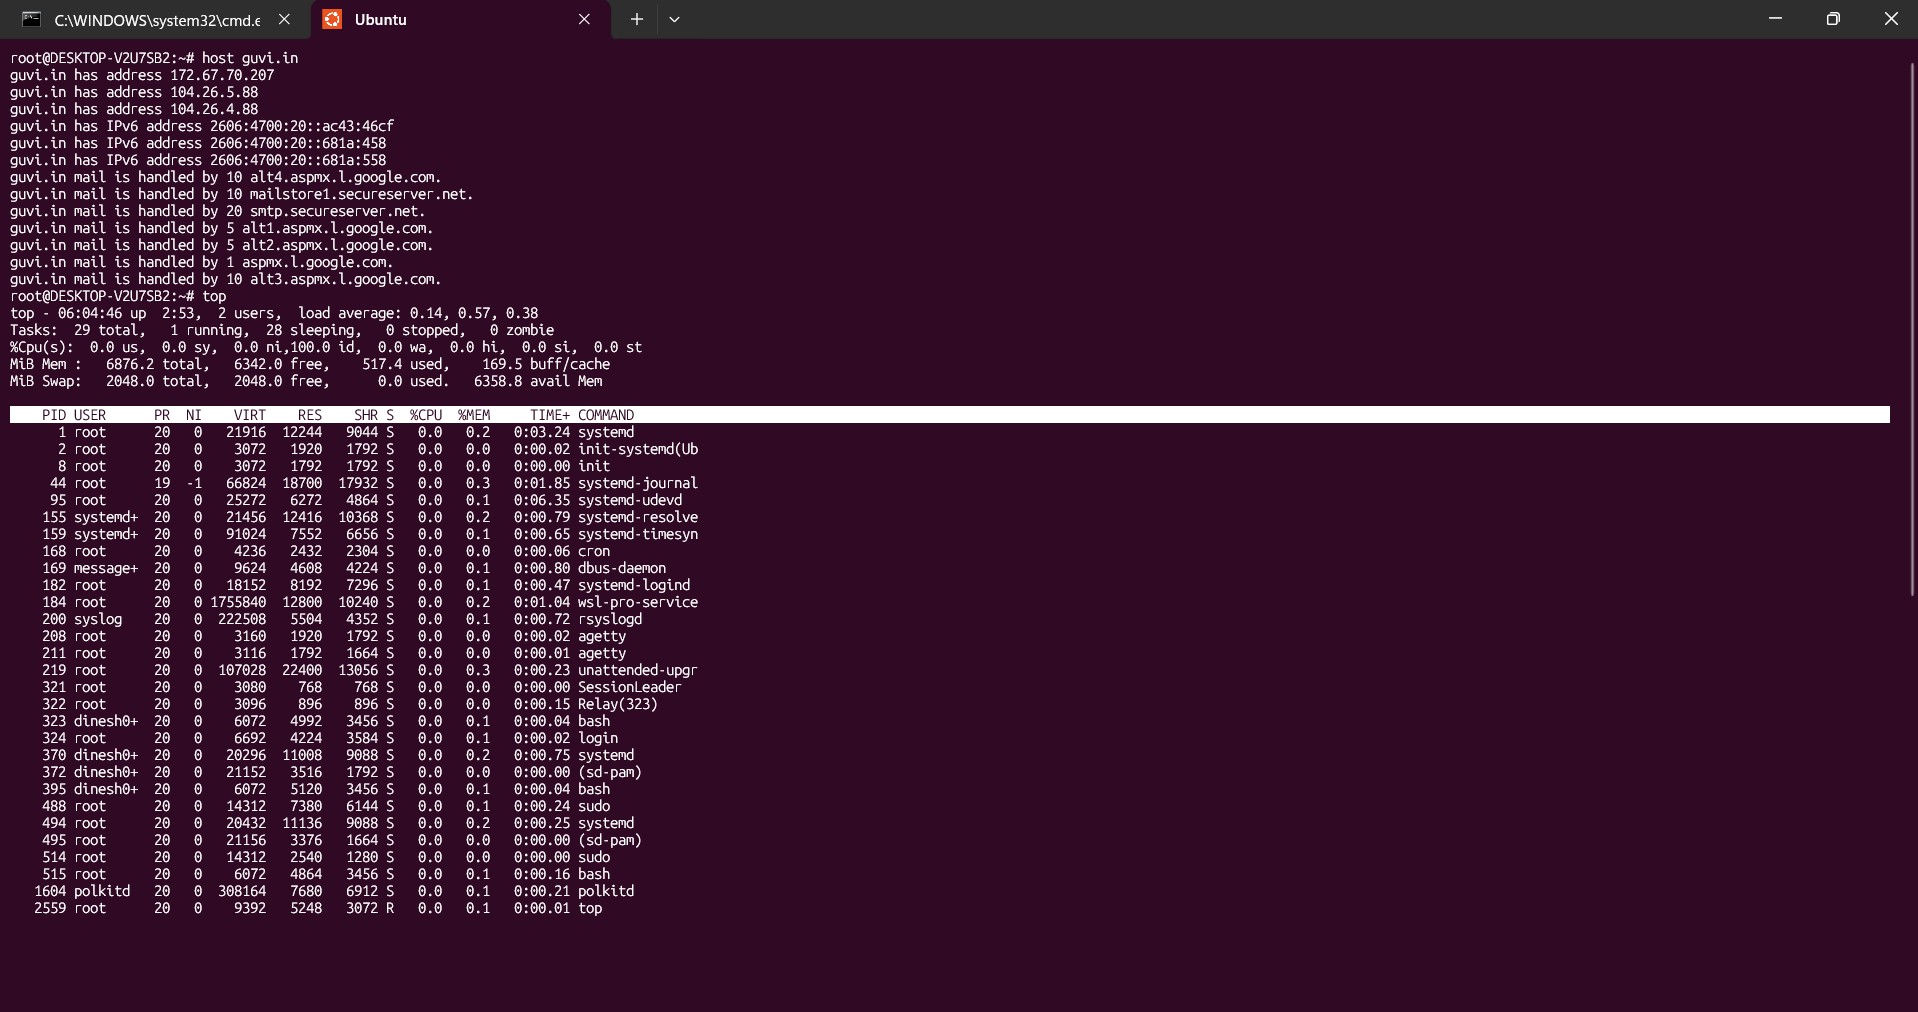 C:\WINDOWS\system32\cmd.e
Ubuntu
root@DESKTOP-V2U7SB2:~# host guvi.in
guvi.in has address 172.67.70.207
guvi.in has address 104.26.5.88
guvi.in has address 104.26.4.88
guvi.in has IPv6 address 2606:4700:20::ac43:46cf
guvi.in has IPv6 address 2606:4700:20::681a:458
guvi.in has IPv6 address 2606:4700:20::681a:558
guvi.in mail is handled by 10 alt4.aspmx.l.google.com.
guvi.in mail is handled by 10 mailstore1.secureserver.net.
guvi.in mail is handled by 20 smtp.secureserver.net.
guvi.in mail is handled by 5 alt1.aspmx.l.google.com.
guvi.in mail is handled by 5 alt2.aspmx.l.google.com.
guvi.in mail is handled by 1 aspmx.l.google.com.
guvi.in mail is handled by 10 alt3.aspmx.l.google.com.
root@DESKTOP-V2U7SB2:~# top
top - 06:04:46 up  2:53,  2 users,  load average: 0.14, 0.57, 0.38
Tasks:  29 total,   1 running,  28 sleeping,   0 stopped,   0 zombie
%Cpu(s):  0.0 us,  0.0 sy,  0.0 ni,100.0 id,  0.0 wa,  0.0 hi,  0.0 si,  0.0 st
MiB Mem :   6876.2 total,   6342.0 free,    517.4 used,    169.5 buff/cache
MiB Swap:   2048.0 total,   2048.0 free,      0.0 used.   6358.8 avail Mem
PID USER      PR  NI    VIRT    RES    SHR S  %CPU  %MEM     TIME+ COMMAND
1 root      20   0   21916  12244   9044 S   0.0   0.2   0:03.24 systemd
2 root      20   0    3072   1920   1792 S   0.0   0.0   0:00.02 init-systemd(Ub
8 root      20   0    3072   1792   1792 S   0.0   0.0   0:00.00 init
44 root      19  -1   66824  18700  17932 S   0.0   0.3   0:01.85 systemd-journal
95 root      20   0   25272   6272   4864 S   0.0   0.1   0:06.35 systemd-udevd
155 systemd+  20   0   21456  12416  10368 S   0.0   0.2   0:00.79 systemd-resolve
159 systemd+  20   0   91024   7552   6656 S   0.0   0.1   0:00.65 systemd-timesyn
168 root      20   0    4236   2432   2304 S   0.0   0.0   0:00.06 cron
169 message+  20   0    9624   4608   4224 S   0.0   0.1   0:00.80 dbus-daemon
182 root      20   0   18152   8192   7296 S   0.0   0.1   0:00.47 systemd-logind
184 root      20   0 1755840  12800  10240 S   0.0   0.2   0:01.04 wsl-pro-service
200 syslog    20   0  222508   5504   4352 S   0.0   0.1   0:00.72 rsyslogd
208 root      20   0    3160   1920   1792 S   0.0   0.0   0:00.02 agetty
211 root      20   0    3116   1792   1664 S   0.0   0.0   0:00.01 agetty
219 root      20   0  107028  22400  13056 S   0.0   0.3   0:00.23 unattended-upgr
321 root      20   0    3080    768    768 S   0.0   0.0   0:00.00 SessionLeader
322 root      20   0    3096    896    896 S   0.0   0.0   0:00.15 Relay(323)
323 dinesh0+  20   0    6072   4992   3456 S   0.0   0.1   0:00.04 bash
324 root      20   0    6692   4224   3584 S   0.0   0.1   0:00.02 login
370 dinesh0+  20   0   20296  11008   9088 S   0.0   0.2   0:00.75 systemd
372 dinesh0+  20   0   21152   3516   1792 S   0.0   0.0   0:00.00 (sd-pam)
395 dinesh0+  20   0    6072   5120   3456 S   0.0   0.1   0:00.04 bash
488 root      20   0   14312   7380   6144 S   0.0   0.1   0:00.24 sudo
494 root      20   0   20432  11136   9088 S   0.0   0.2   0:00.25 systemd
495 root      20   0   21156   3376   1664 S   0.0   0.0   0:00.00 (sd-pam)
514 root      20   0   14312   2540   1280 S   0.0   0.0   0:00.00 sudo
515 root      20   0    6072   4864   3456 S   0.0   0.1   0:00.16 bash
1604 polkitd   20   0  308164   7680   6912 S   0.0   0.1   0:00.21 polkitd
2559 root      20   0    9392   5248   3072 R   0.0   0.1   0:00.01 top